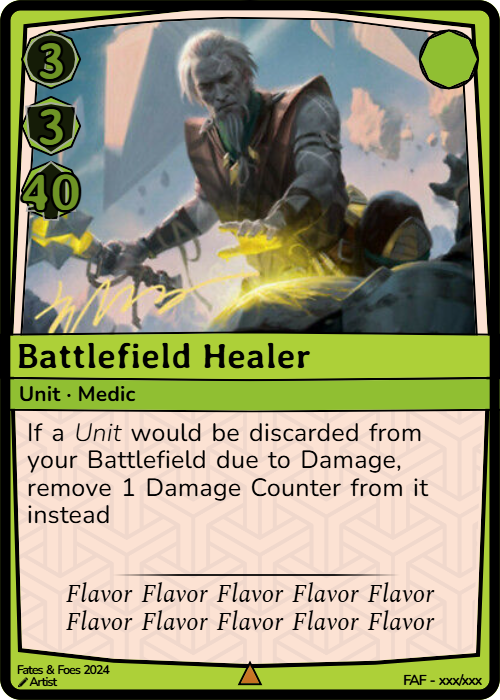 3
3
40
Battlefield Healer
Unit · Medic
If a Unit would be discarded from
your Battlefield due to Damage,
remove 1 Damage Counter from it
instead
Flavor Flavor Flavor Flavor Flavor
Flavor Flavor Flavor Flavor Flavor
Fates & Foes 2024
Artist
FAF - xxx/xxx